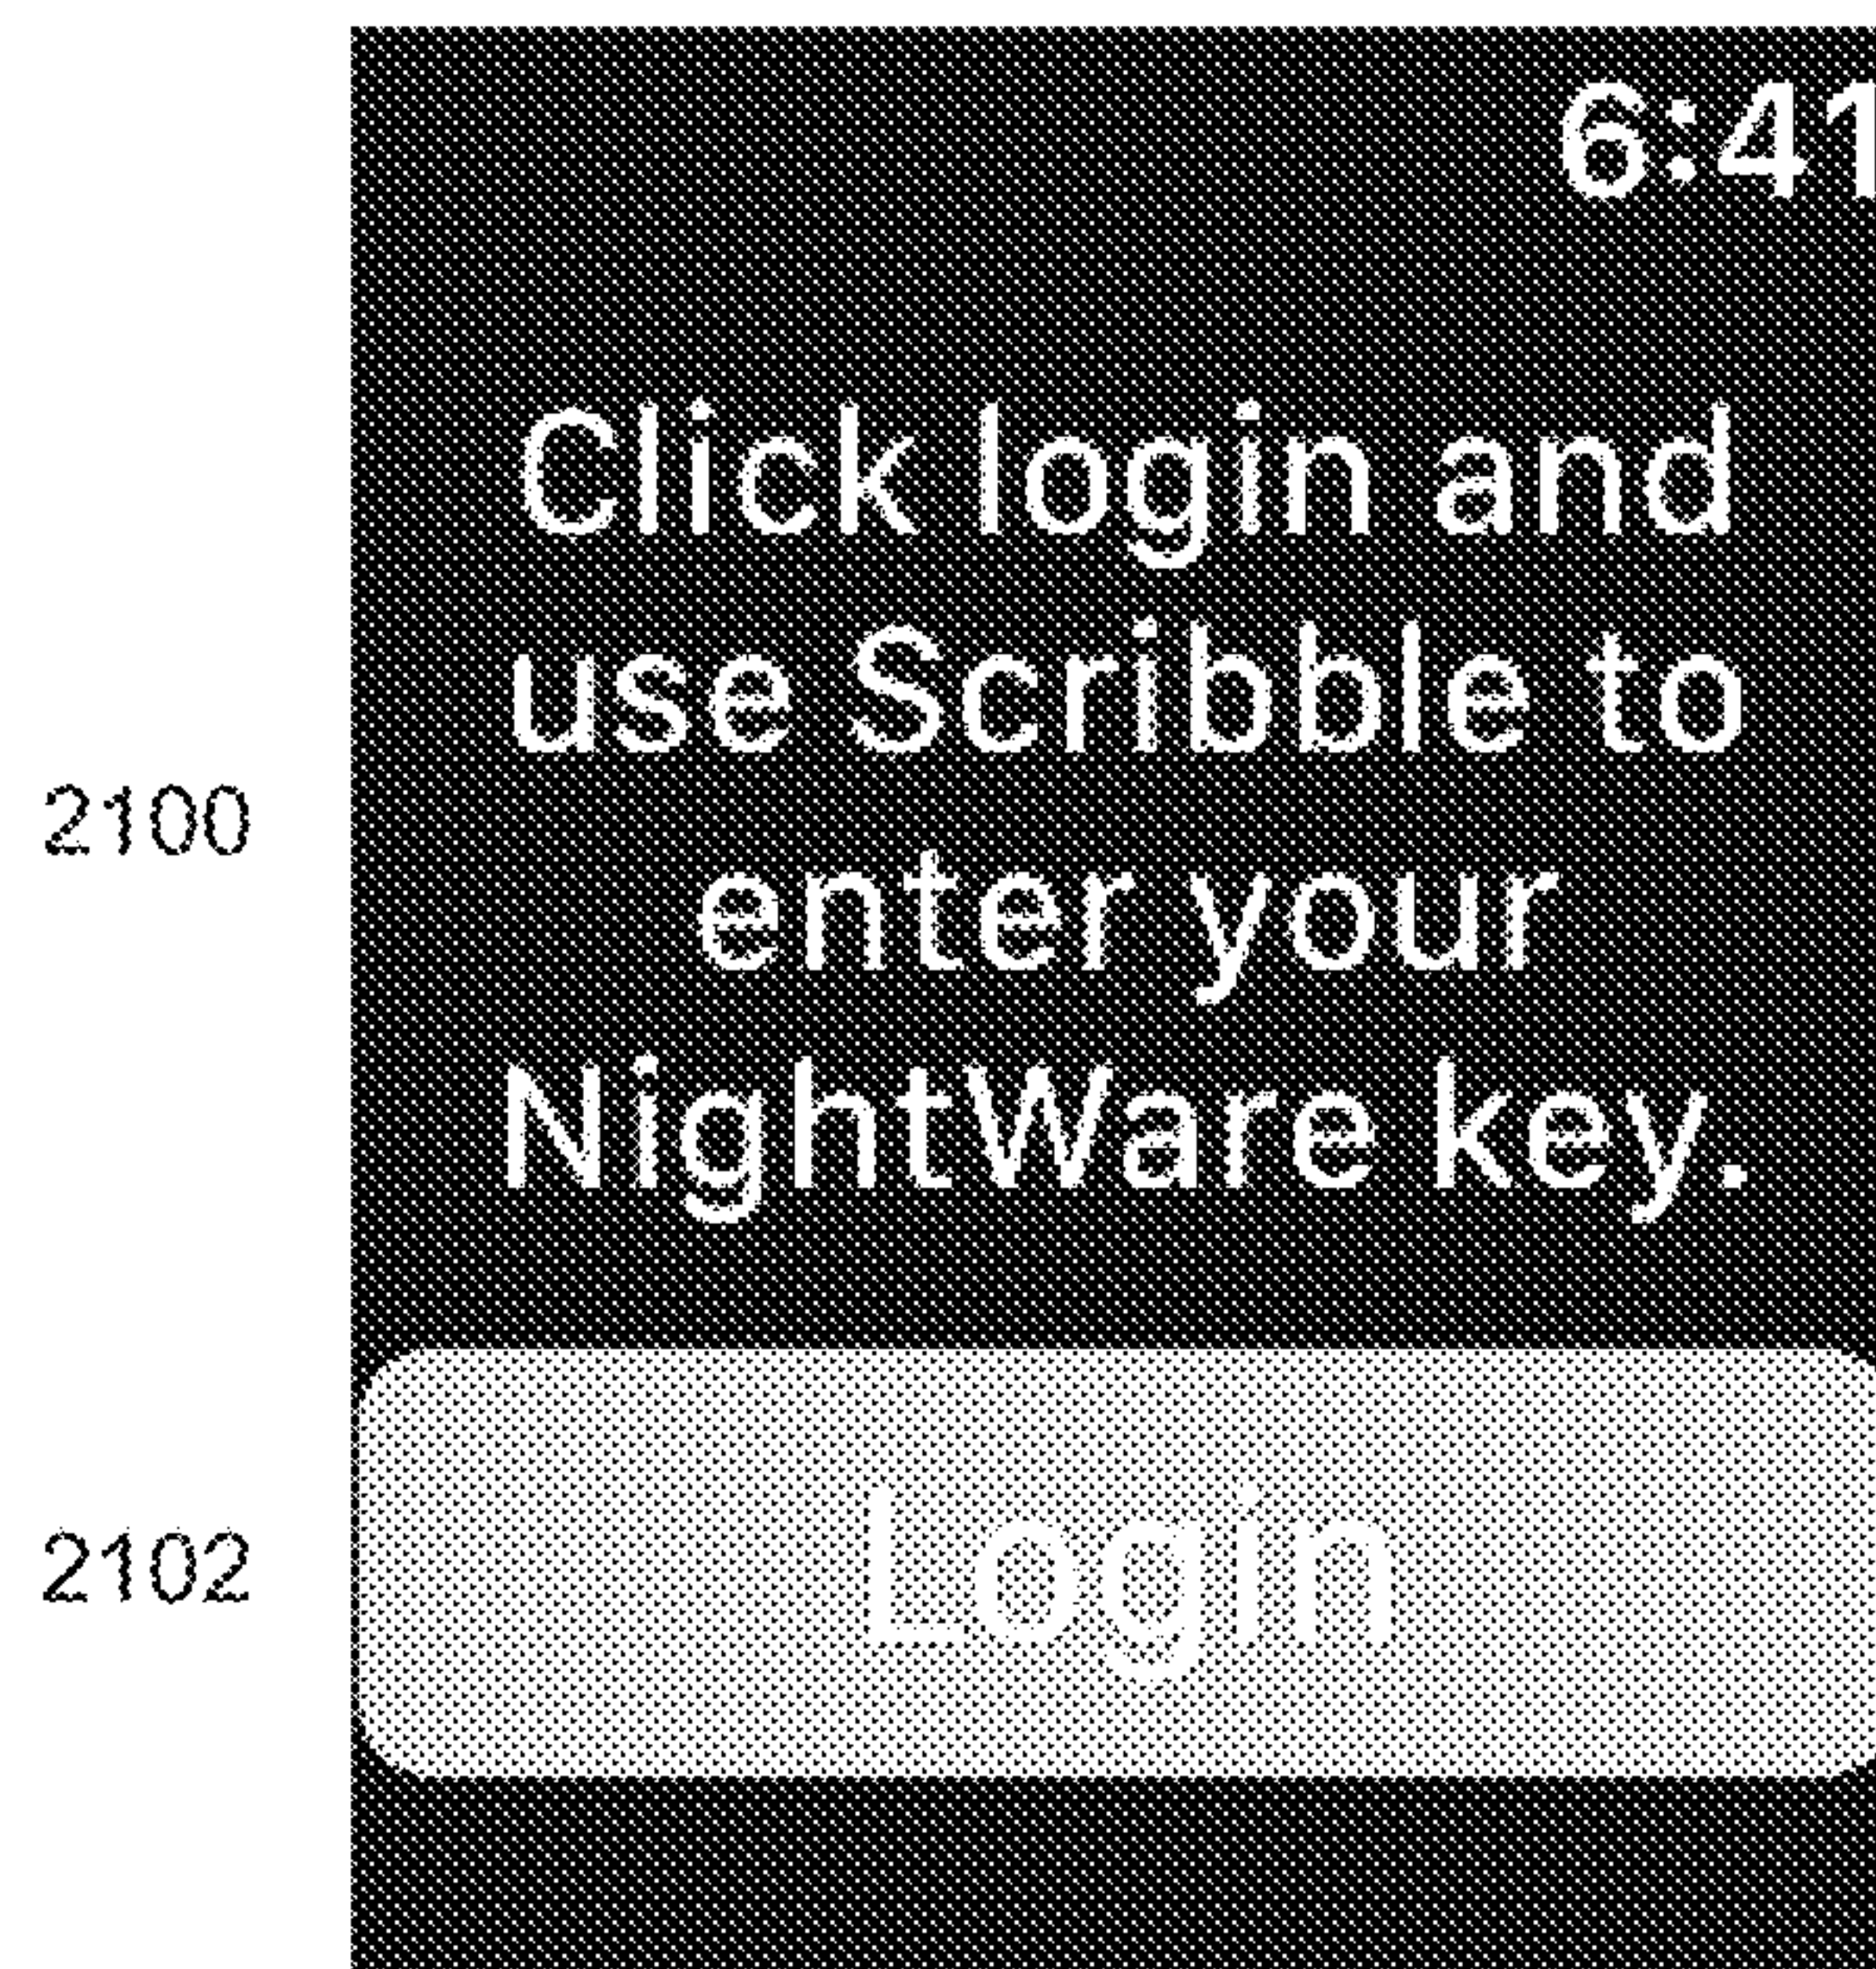 6:41
Click login and
use Scribble to
2100
enter your
NightWare key.
2102
Login